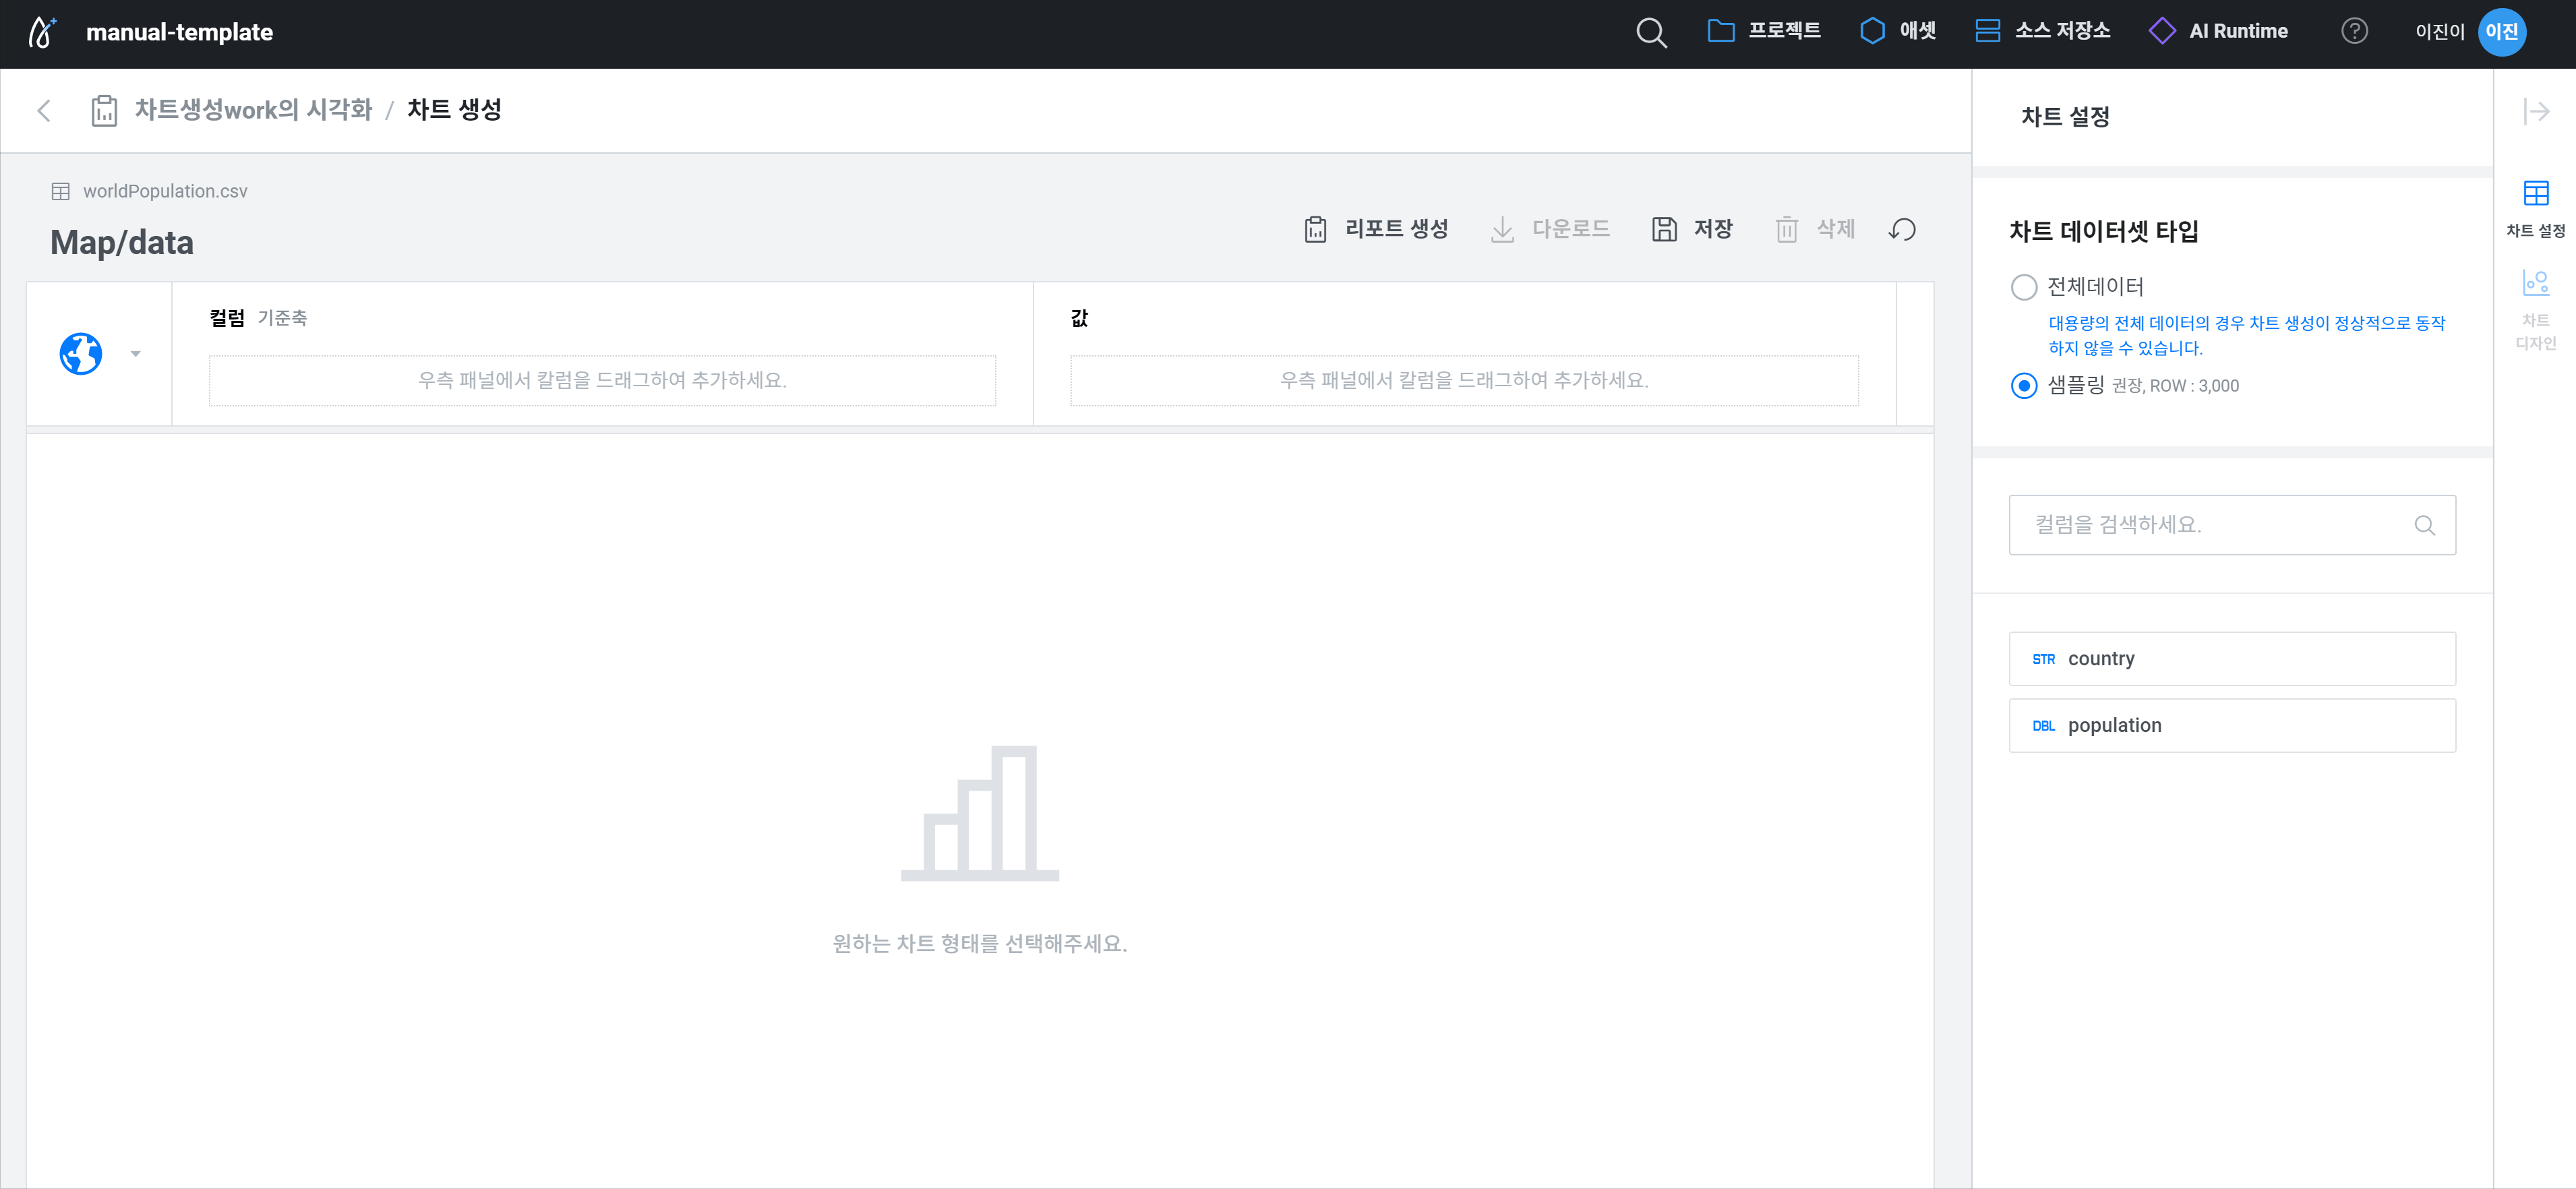 manual-template
프로젝트
애셋
소스 저장소
AI Runtime
?
이진이
이진
차트생성work의 시각화 / 차트 생성
worldPopulation.csv
Map/data
리포트 생성
다운로드
저장
삭제
컬럼 기준축
우측 패널에서 칼럼을 드래그하여 추가하세요.
값
우측 패널에서 칼럼을 드래그하여 추가하세요.
원하는 차트 형태를 선택해주세요.
차트 설정
차트 데이터셋 타입
전체데이터
대용량의 전체 데이터의 경우 차트 생성이 정상적으로 동작
하지 않을 수 있습니다.
샘플링 권장, ROW : 3,000
컬럼을 검색하세요.
STR country
DBL population
차트 설정
차트
디자인